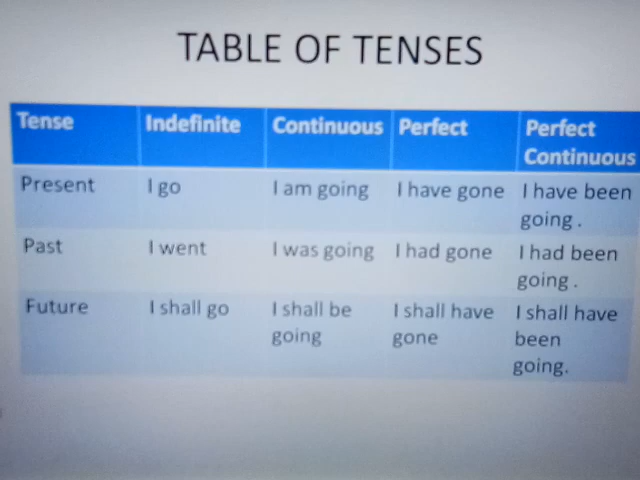 TABLE OF TENSES
Tense Indefinite Continuous Perfect Perfect Continuous
Present I go I am going I have gone I have been going .
Past I went I was going I had gone I had been going .
Future I shall go I shall be going I shall have gone I shall have been going.